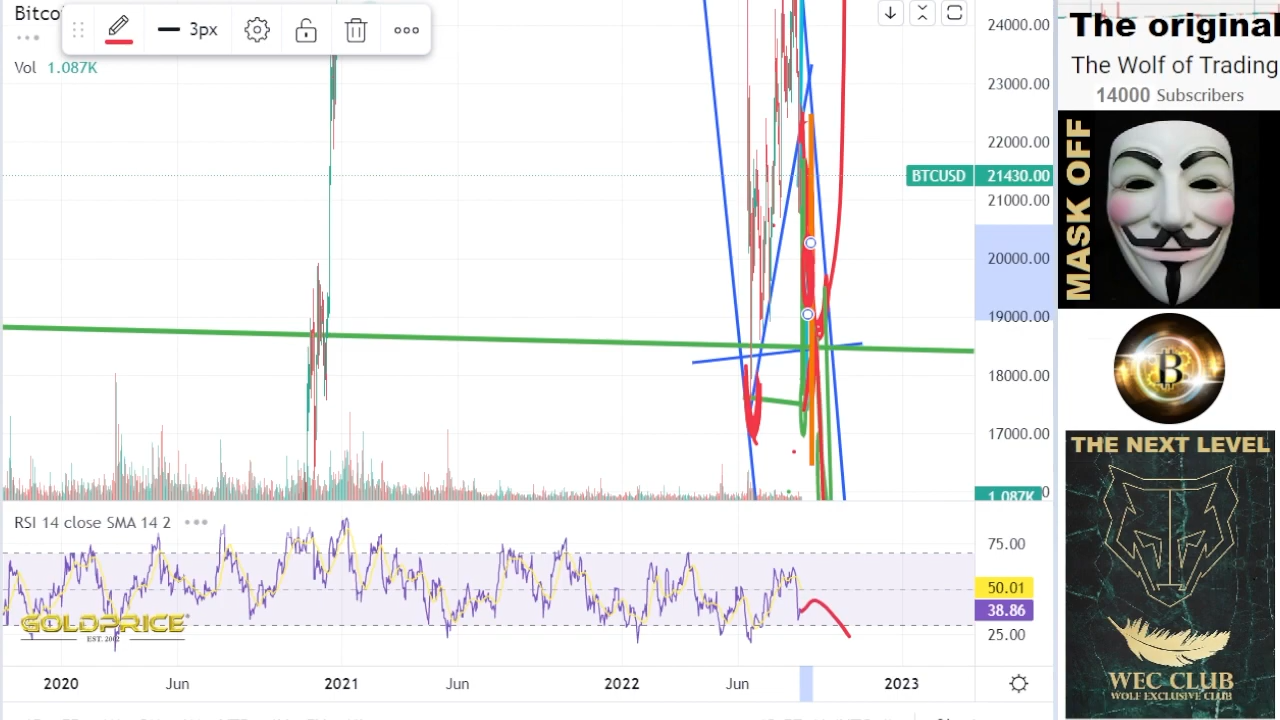 Bitco
3px
Vol 1.087K
24000.00
23000.00
22000.00
BTCUSD 21430.00
21000.00
20000.00
19000.00
18000.00
17000.00
1.087K
RSI 14 close SMA 14 2
75.00
50.01
38.86
25.00
GOLDPRICE
EST. 2002
2020 Jun 2021 Jun 2022 Jun 2023
The original
The Wolf of Trading
14000 Subscribers
MASK OFF
B
THE NEXT LEVEL
WEC CLUB
WOLF EXCLUSIVE CLUB